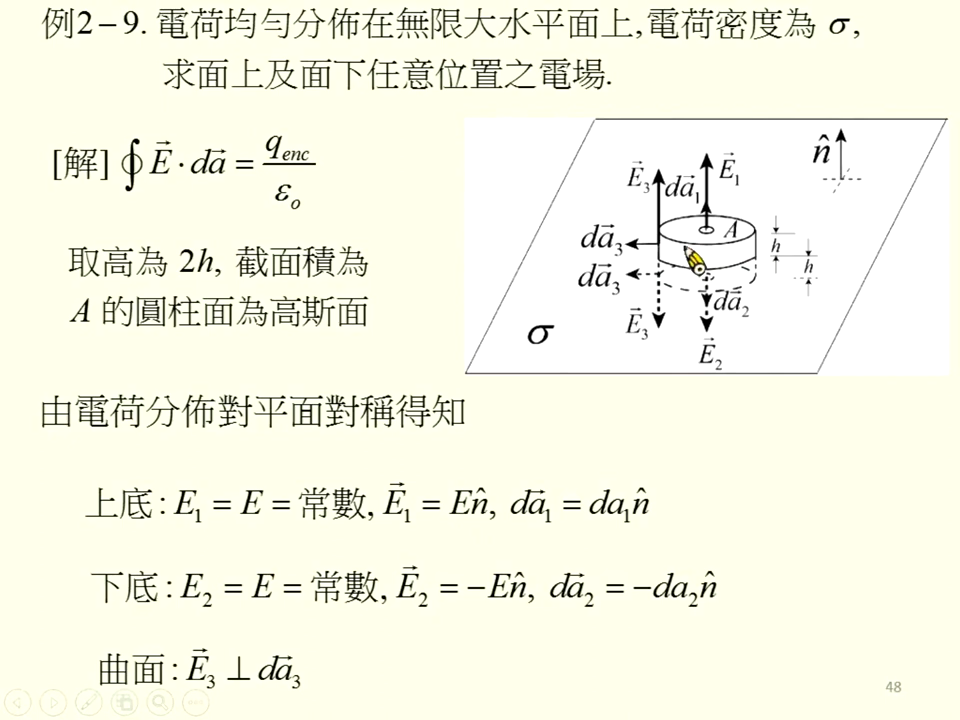 例2－9. 電荷均勻分佈在無限大水平面上,電荷密度為 σ,
求面上及面下任意位置之電場.
[解] ∮ E⃗ · da⃗ = q_enc / ε_o
取高為 2h, 截面積為
A 的圓柱面為高斯面
n̂
E⃗₃ da⃗₁ E⃗₁
A
da⃗₃ h
da⃗₃ h
da⃗₂
σ E⃗₃
E⃗₂
由電荷分佈對平面對稱得知
上底 : E₁ = E = 常數, E⃗₁ = En̂, da⃗₁ = da₁n̂
下底 : E₂ = E = 常數, E⃗₂ = −En̂, da⃗₂ = −da₂n̂
曲面 : E⃗₃ ⊥ da⃗₃
48